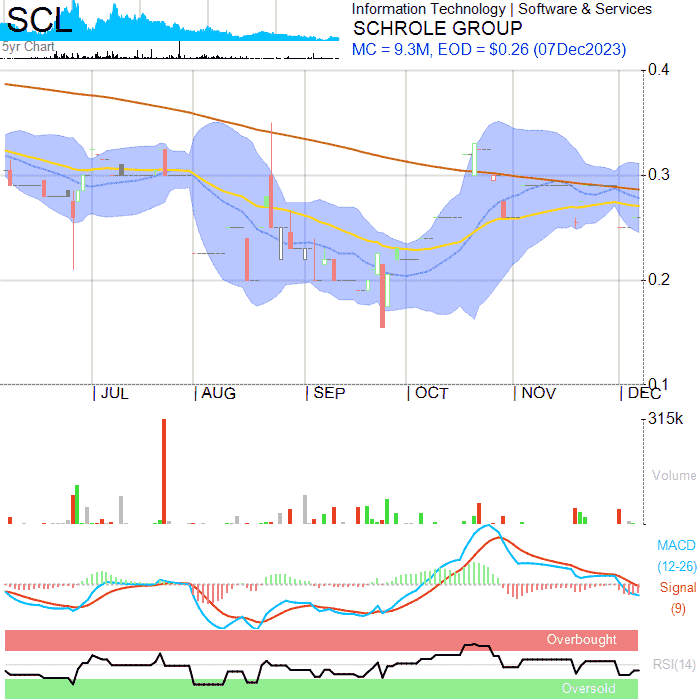 SCL
5yr Chart
Information Technology | Software & Services
SCHROLE GROUP
MC = 9.3M, EOD = $0.26 (07Dec2023)
0.4
0.3
0.2
0.1
JUL
AUG
SEP
OCT
NOV
DEC
315k
Volume
MACD
(12-26)
Signal
(9)
Overbought
RSI(14)
Oversold